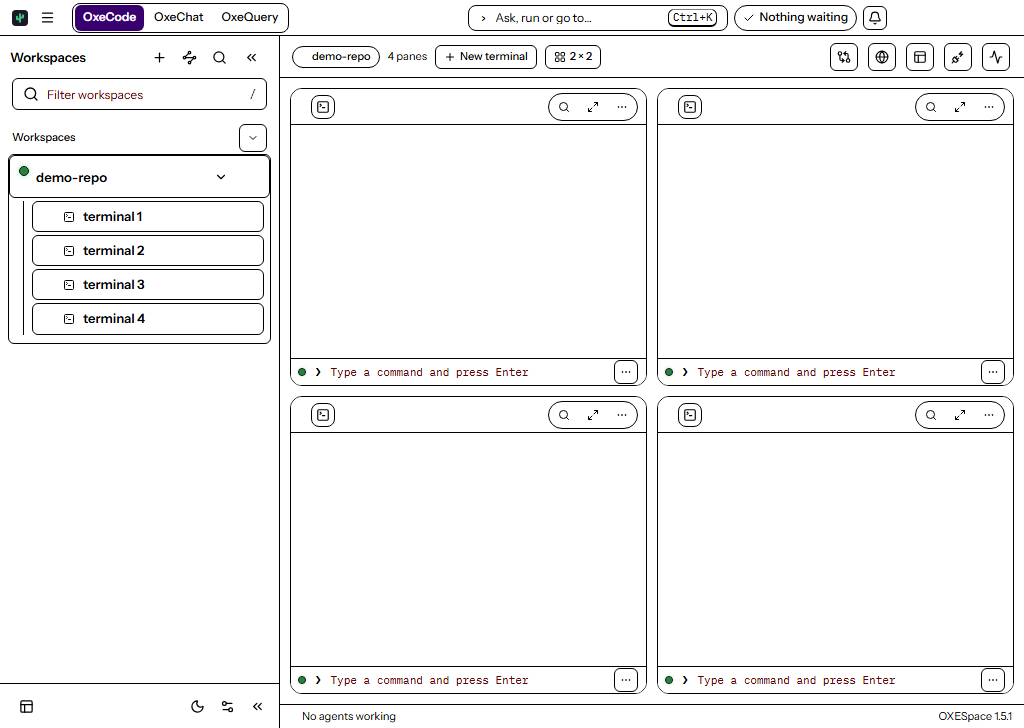 OxeCode OxeChat OxeQuery
Ask, run or go to... Ctrl+K Nothing waiting
Workspaces
demo-repo 4 panes + New terminal 2×2
Filter workspaces /
Workspaces
demo-repo
terminal 1
terminal 2
terminal 3
terminal 4
❯ Type a command and press Enter
❯ Type a command and press Enter
❯ Type a command and press Enter
❯ Type a command and press Enter
No agents working
OXESpace 1.5.1